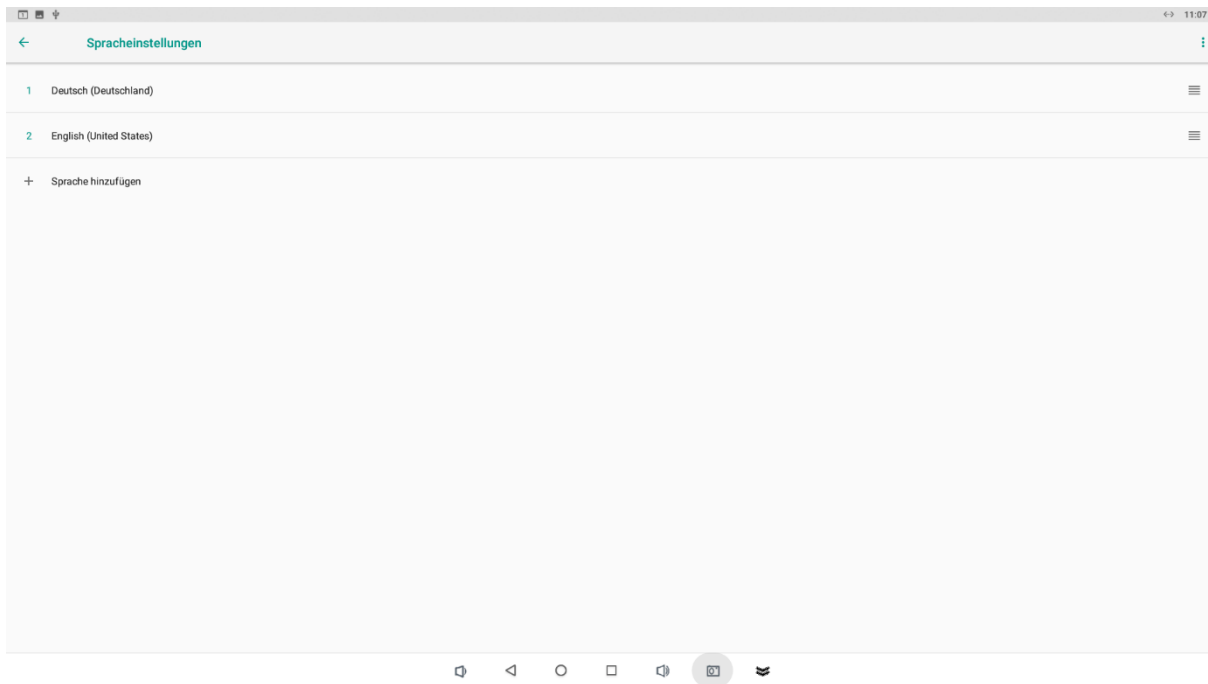 11:07
Spracheinstellungen
1 Deutsch (Deutschland)
2 English (United States)
+ Sprache hinzufügen